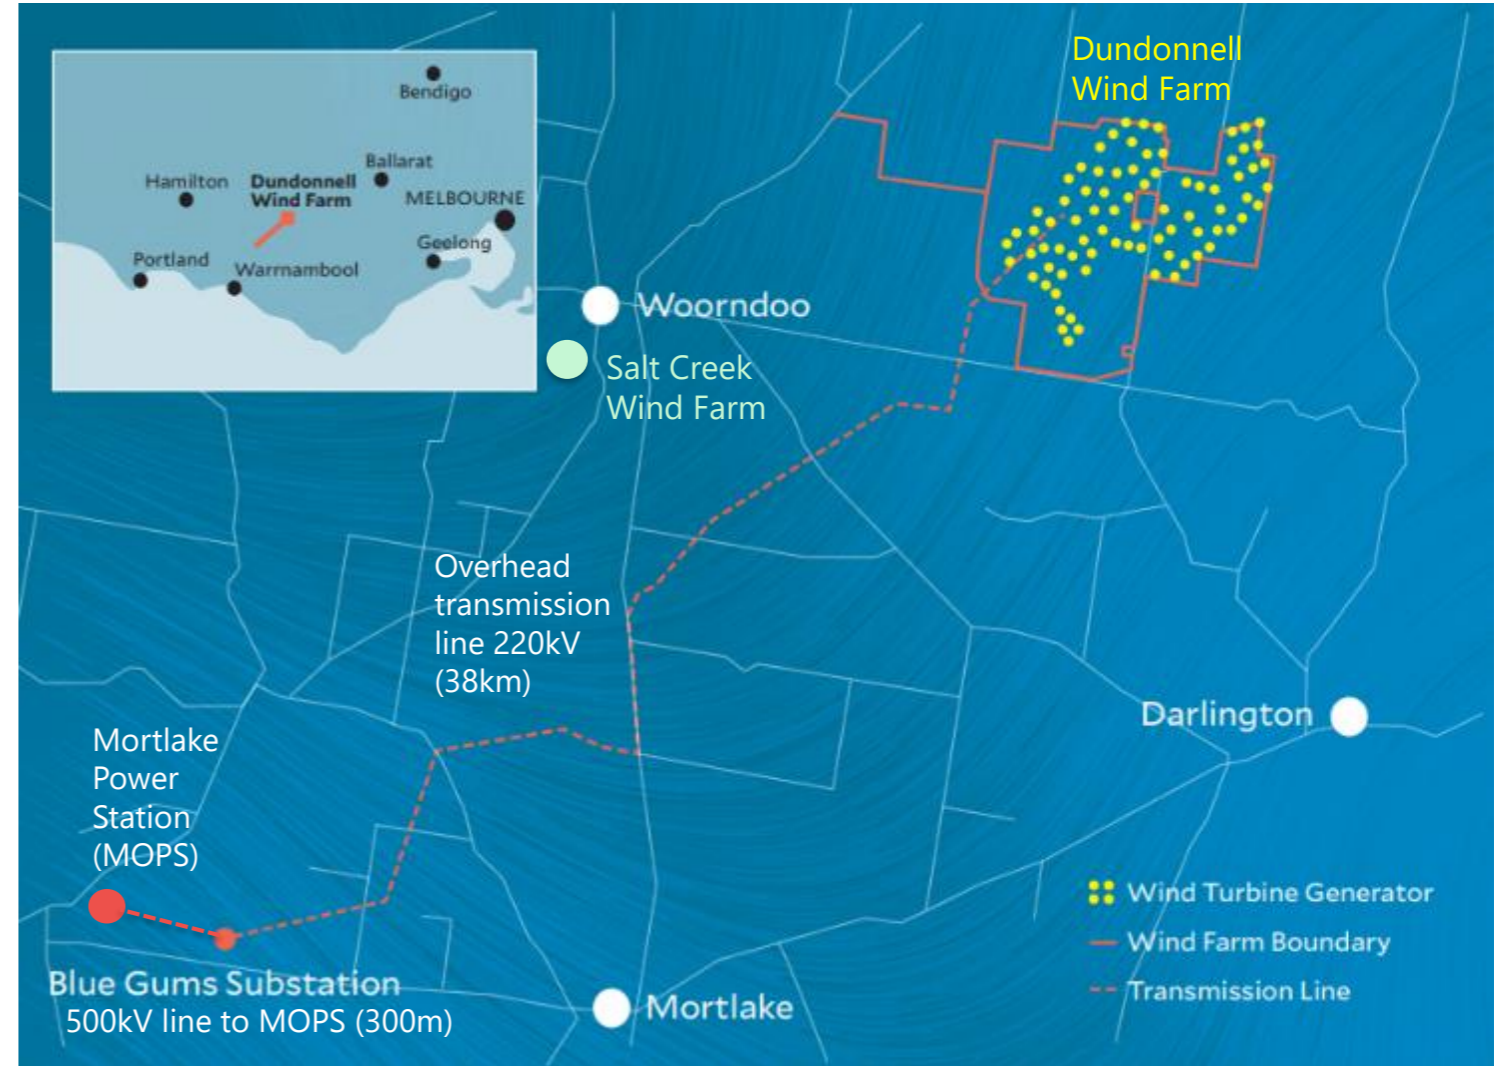 Dundonnell
Wind Farm
Bendigo
Ballarat
Hamilton
Dundonnell
Wind Farm
MELBOURNE
Geelong
Portland
Warrnambool
Woorndoo
Salt Creek
Wind Farm
Overhead
transmission
line 220kV
(38km)
Darlington
Mortlake
Power
Station
(MOPS)
Blue Gums Substation
500kV line to MOPS (300m)
Mortlake
Wind Turbine Generator
Wind Farm Boundary
Transmission Line